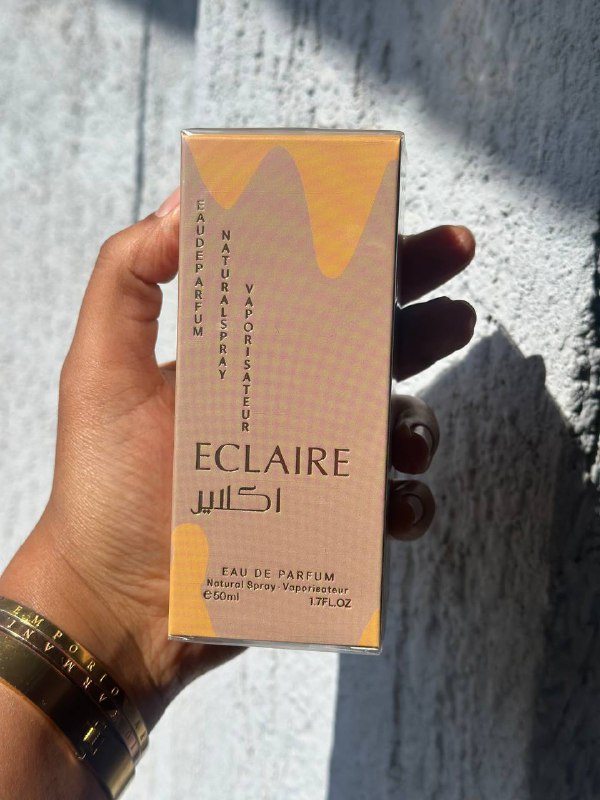 EAUDEPARFUM
NATURALSPRAY
VAPORISATEUR
ECLAIRE
اكلاير
EAU DE PARFUM
Natural Spray - Vaporisateur
℮50ml 1.7FL.OZ
EMPORIO
ARMANI